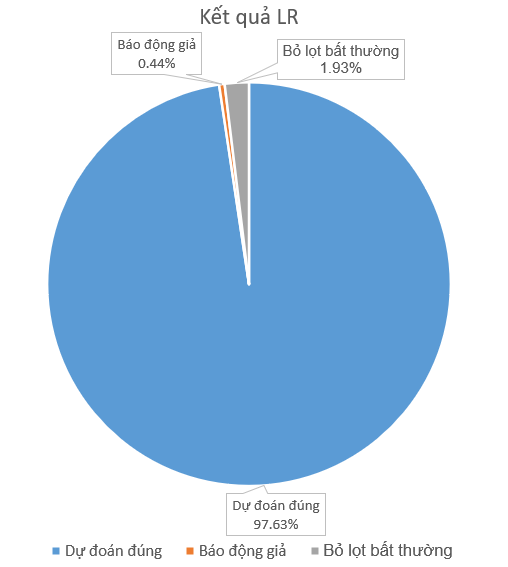 Kết quả LR
Báo động giả
0.44%
Bỏ lọt bất thường
1.93%
Dự đoán đúng
97.63%
Dự đoán đúng
Báo động giả
Bỏ lọt bất thường